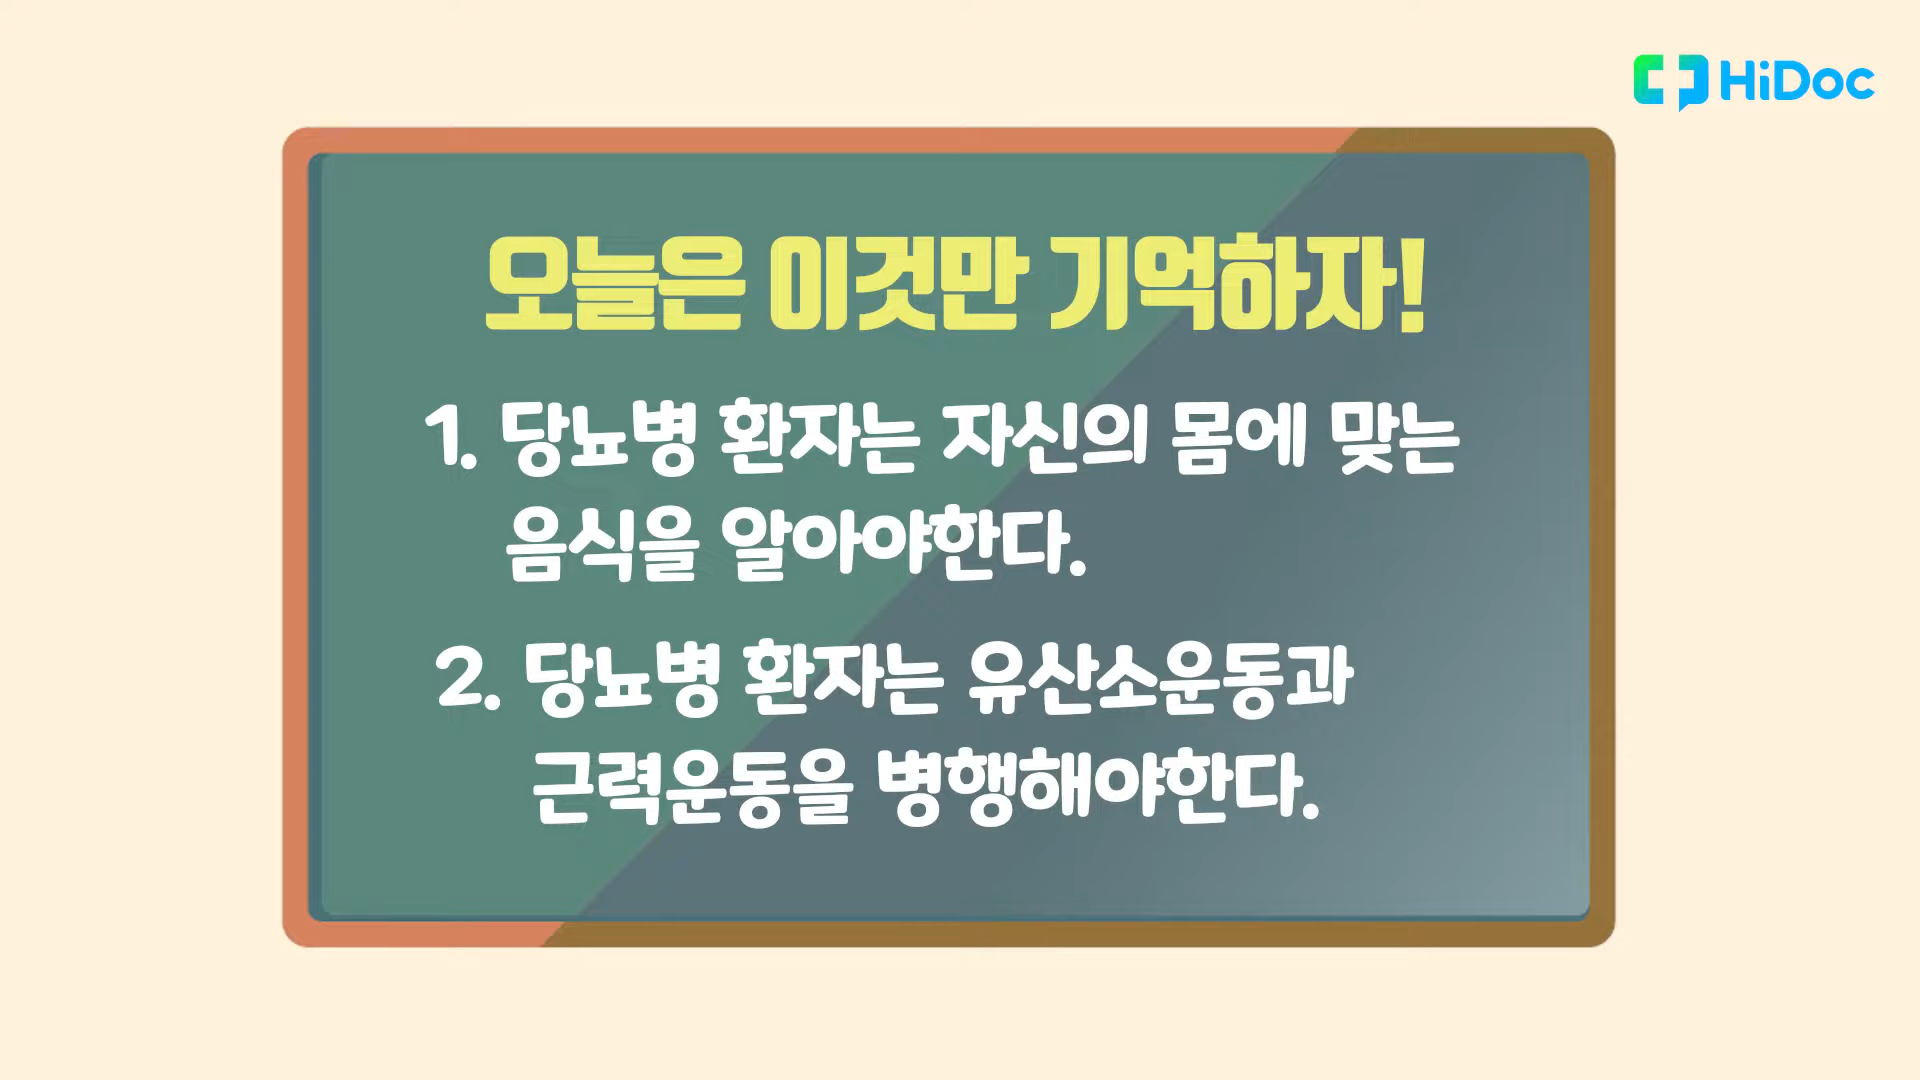 HiDoc
오늘은 이것만 기억하자!
1. 당뇨병 환자는 자신의 몸에 맞는
음식을 알아야한다.
2. 당뇨병 환자는 유산소운동과
근력운동을 병행해야한다.